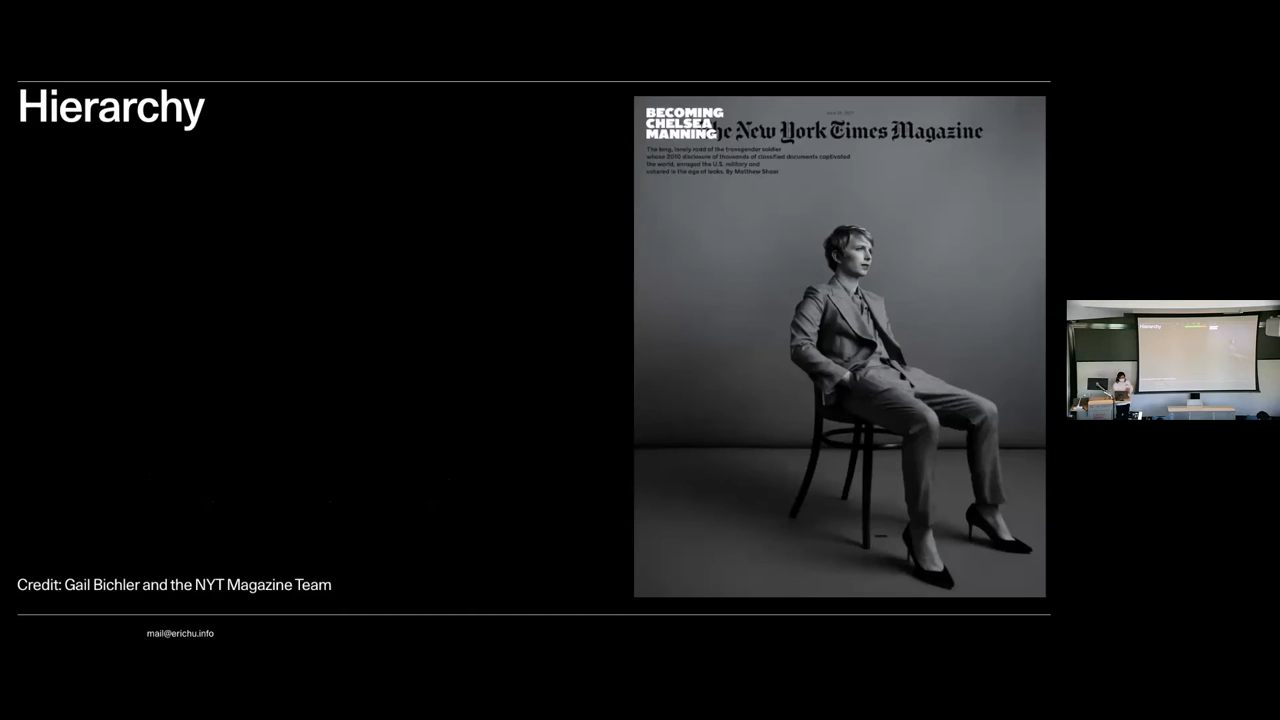 Hierarchy
BECOMING
CHELSEA
MANNING
he New York Times Magazine
The long, lonely road of the transgender soldier
whose 2010 disclosure of thousands of classified documents captivated
the world, enraged the U.S. military and
ushered in the age of leaks. By Matthew Shaer
Credit: Gail Bichler and the NYT Magazine Team
mail@erichu.info
Hierarchy